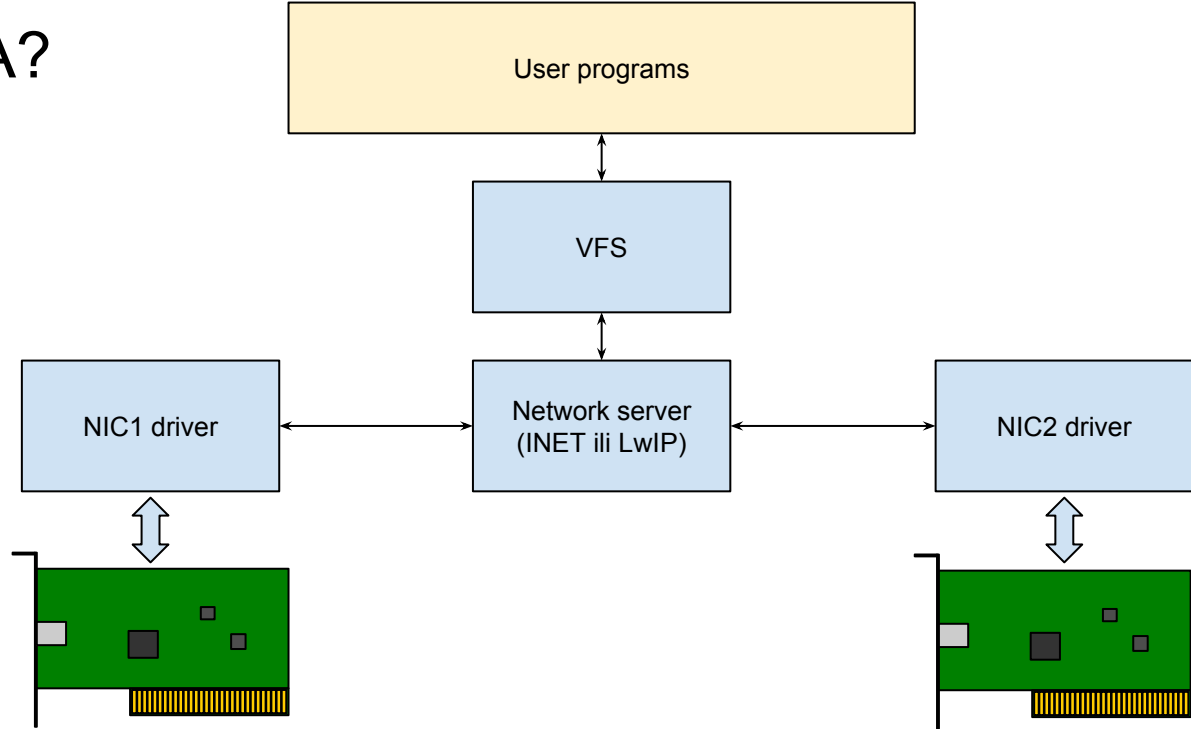 A?
User programs
VFS
NIC1 driver
Network server
(INET ili LwIP)
NIC2 driver